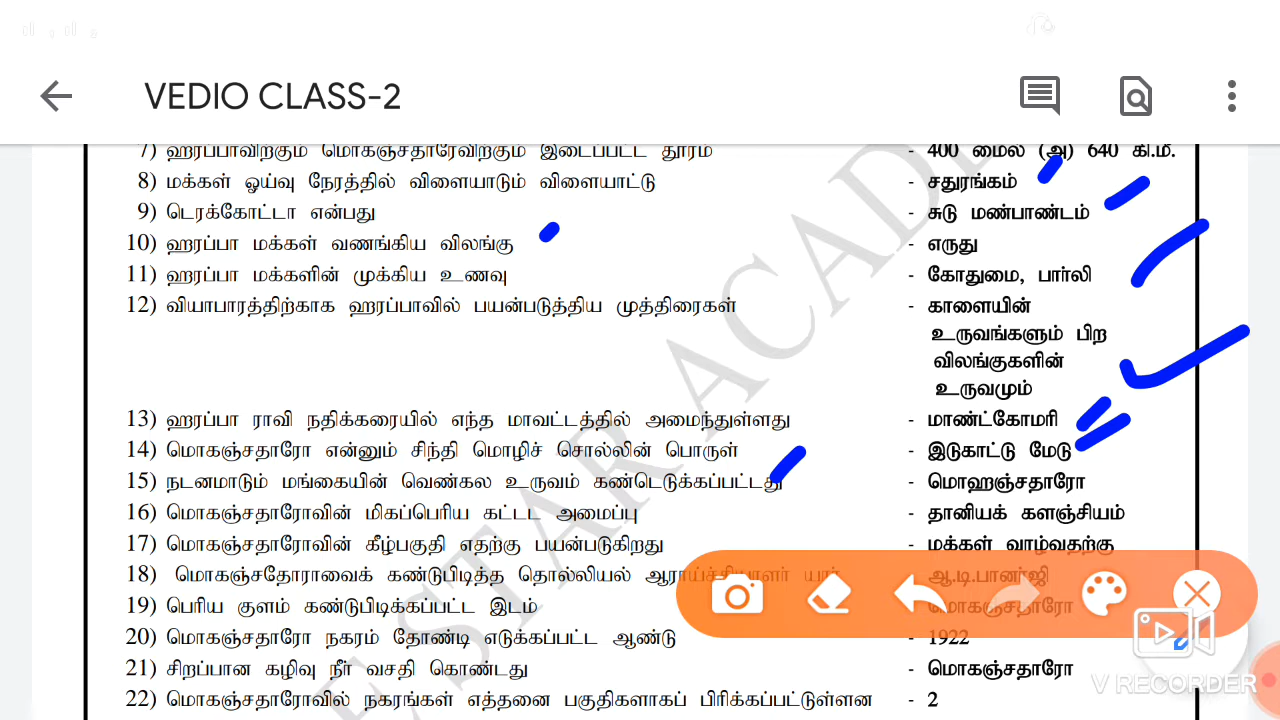 VEDIO CLASS-2
7) ஹரப்பாவிற்கும் மொகஞ்சதாரோவிற்கும் இடைப்பட்ட தூரம் - 400 மைல் (அ) 640 கி.மீ.
8) மக்கள் ஓய்வு நேரத்தில் விளையாடும் விளையாட்டு - சதுரங்கம்
9) டெரக்கோட்டா என்பது - சுடு மண்பாண்டம்
10) ஹரப்பா மக்கள் வணங்கிய விலங்கு - எருது
11) ஹரப்பா மக்களின் முக்கிய உணவு - கோதுமை, பார்லி
12) வியாபாரத்திற்காக ஹரப்பாவில் பயன்படுத்திய முத்திரைகள் - காளையின்
உருவங்களும் பிற
விலங்குகளின்
உருவமும்
13) ஹரப்பா ராவி நதிக்கரையில் எந்த மாவட்டத்தில் அமைந்துள்ளது - மாண்ட்கோமரி
14) மொகஞ்சதாரோ என்னும் சிந்தி மொழிச் சொல்லின் பொருள் - இடுகாட்டு மேடு
15) நடனமாடும் மங்கையின் வெண்கல உருவம் கண்டெடுக்கப்பட்டது - மொஹஞ்சதாரோ
16) மொகஞ்சதாரோவின் மிகப்பெரிய கட்டட அமைப்பு - தானியக் களஞ்சியம்
17) மொகஞ்சதாரோவின் கீழ்பகுதி எதற்கு பயன்படுகிறது - மக்கள் வாழ்வதற்கு
18) மொகஞ்சதோராவைக் கண்டுபிடித்த தொல்லியல் ஆராய்ச்சியாளர் யார் - ஆ.டி.பானர்ஜி
19) பெரிய குளம் கண்டுபிடிக்கப்பட்ட இடம் - மொகஞ்சதாரோ
20) மொகஞ்சதாரோ நகரம் தோண்டி எடுக்கப்பட்ட ஆண்டு - 1922
21) சிறப்பான கழிவு நீர் வசதி கொண்டது - மொகஞ்சதாரோ
22) மொகஞ்சதாரோவில் நகரங்கள் எத்தனை பகுதிகளாகப் பிரிக்கப்பட்டுள்ளன - 2
E STAR ACADE
V RECORDER